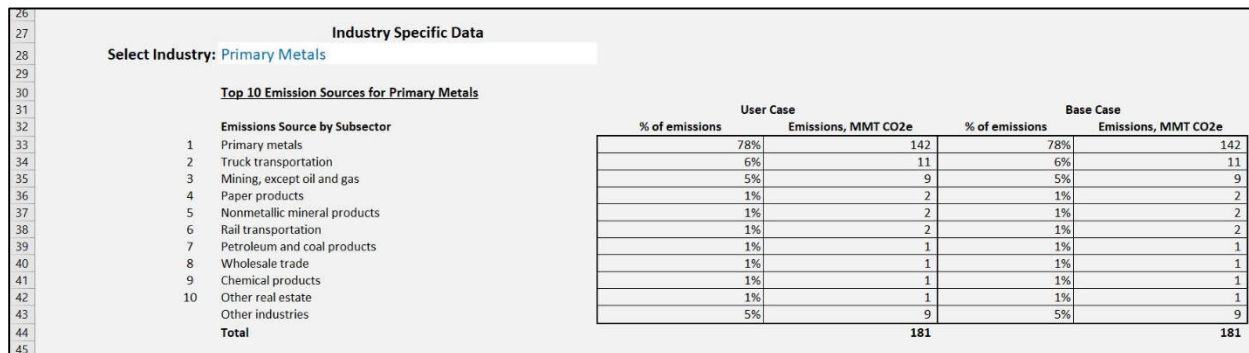 26
27 Industry Specific Data
28 Select Industry: Primary Metals
29
30 Top 10 Emission Sources for Primary Metals
31 User Case Base Case
32 Emissions Source by Subsector % of emissions Emissions, MMT CO2e % of emissions Emissions, MMT CO2e
33 1 Primary metals 78% 142 78% 142
34 2 Truck transportation 6% 11 6% 11
35 3 Mining, except oil and gas 5% 9 5% 9
36 4 Paper products 1% 2 1% 2
37 5 Nonmetallic mineral products 1% 2 1% 2
38 6 Rail transportation 1% 2 1% 2
39 7 Petroleum and coal products 1% 1 1% 1
40 8 Wholesale trade 1% 1 1% 1
41 9 Chemical products 1% 1 1% 1
42 10 Other real estate 1% 1 1% 1
43 Other industries 5% 9 5% 9
44 Total 181 181
45